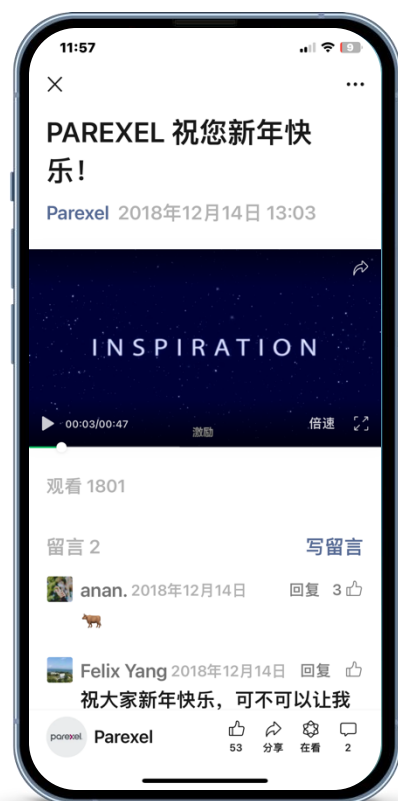 11:57
9
PAREXEL 祝您新年快
乐！
Parexel 2018年12月14日 13:03
INSPIRATION
00:03/00:47 倍速
激励
观看 1801
留言 2 写留言
anan. 2018年12月14日 回复 3
Felix Yang 2018年12月14日 回复
祝大家新年快乐，可不可以让我
parexel Parexel
53 分享 在看 2